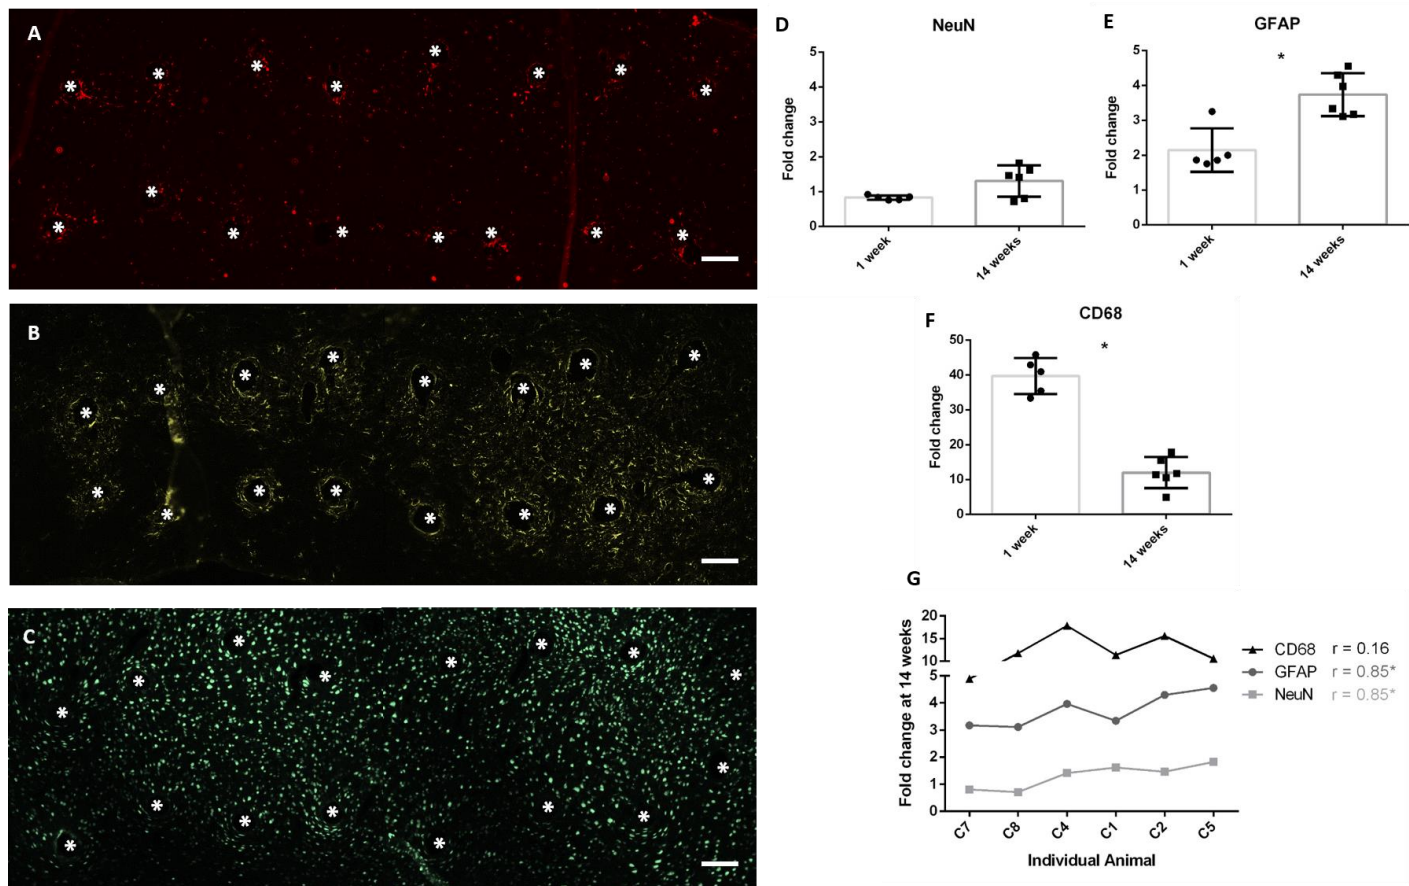 A
B
C
D
NeuN
Fold change
5
4
3
2
1
0
1 week
14 weeks
E
GFAP
*
Fold change
5
4
3
2
1
0
1 week
14 weeks
F
CD68
*
Fold change
50
40
30
20
10
0
1 week
14 weeks
G
Fold change at 14 weeks
20
15
10
5
4
3
2
1
0
C7
C8
C4
C1
C2
C5
Individual Animal
CD68 r = 0.16
GFAP r = 0.85*
NeuN r = 0.85*